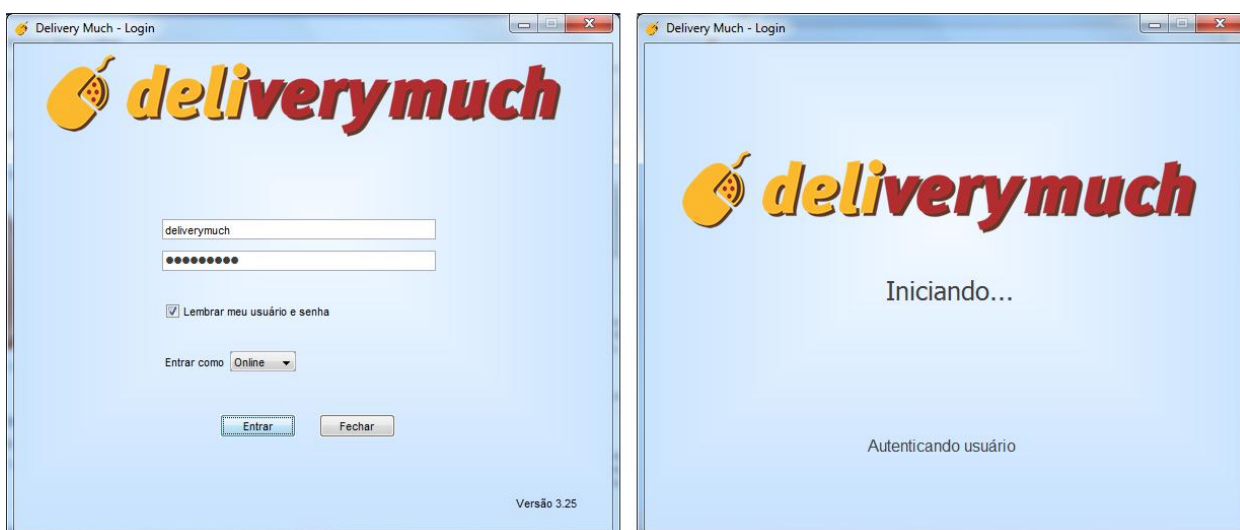 Delivery Much - Login
deliverymuch
deliverymuch
●●●●●●●●●
Lembrar meu usuário e senha
Entrar como Online
Entrar Fechar
Versão 3.25
Delivery Much - Login
deliverymuch
Iniciando...
Autenticando usuário